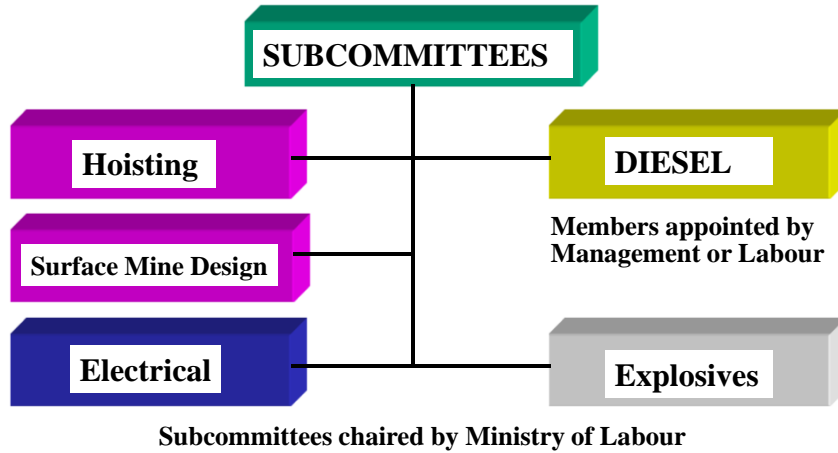 SUBCOMMITTEES
Hoisting
DIESEL
Members appointed by
Management or Labour
Surface Mine Design
Electrical
Explosives
Subcommittees chaired by Ministry of Labour